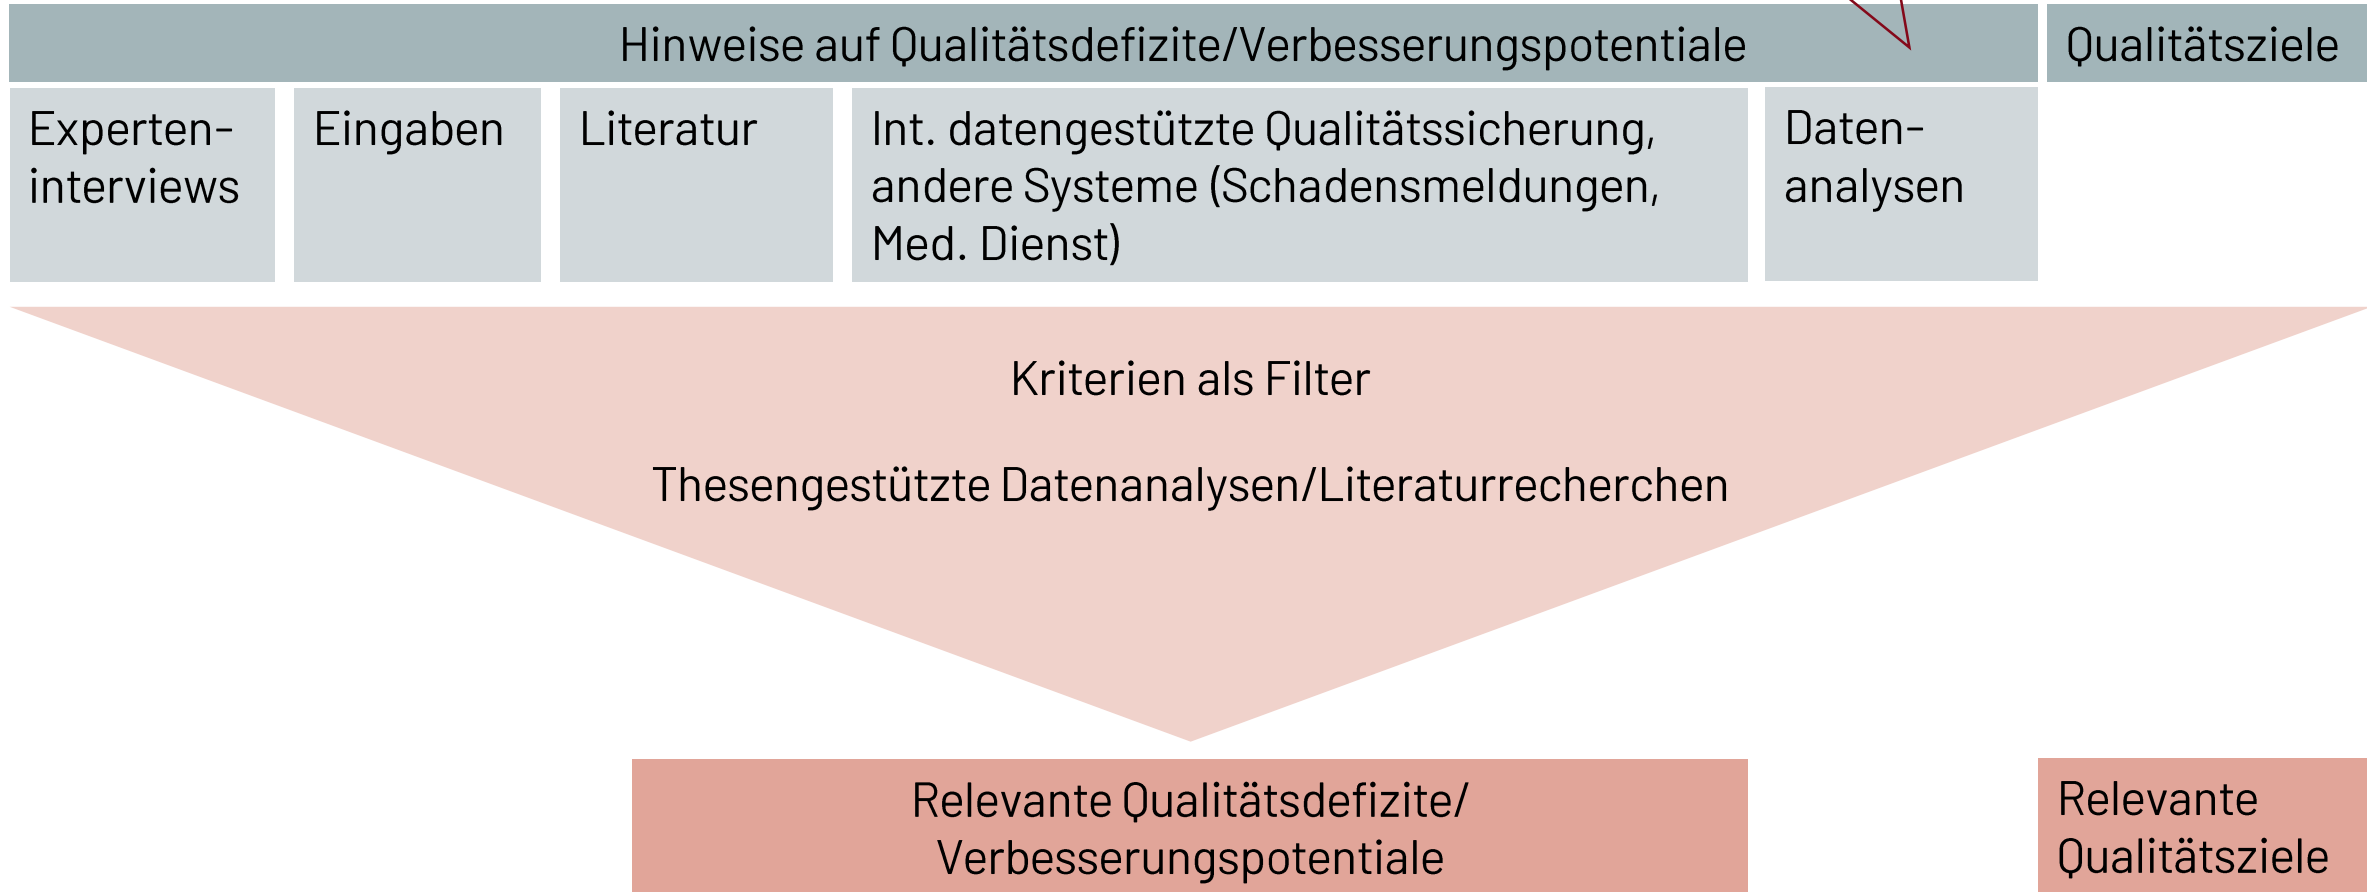 Hinweise auf Qualitätsdefizite/Verbesserungspotentiale
Qualitätsziele
Experten-
interviews
Eingaben
Literatur
Int. datengestützte Qualitätssicherung,
andere Systeme (Schadensmeldungen,
Med. Dienst)
Daten-
analysen
Kriterien als Filter
Thesengestützte Datenanalysen/Literaturrecherchen
Relevante Qualitätsdefizite/
Verbesserungspotentiale
Relevante
Qualitätsziele